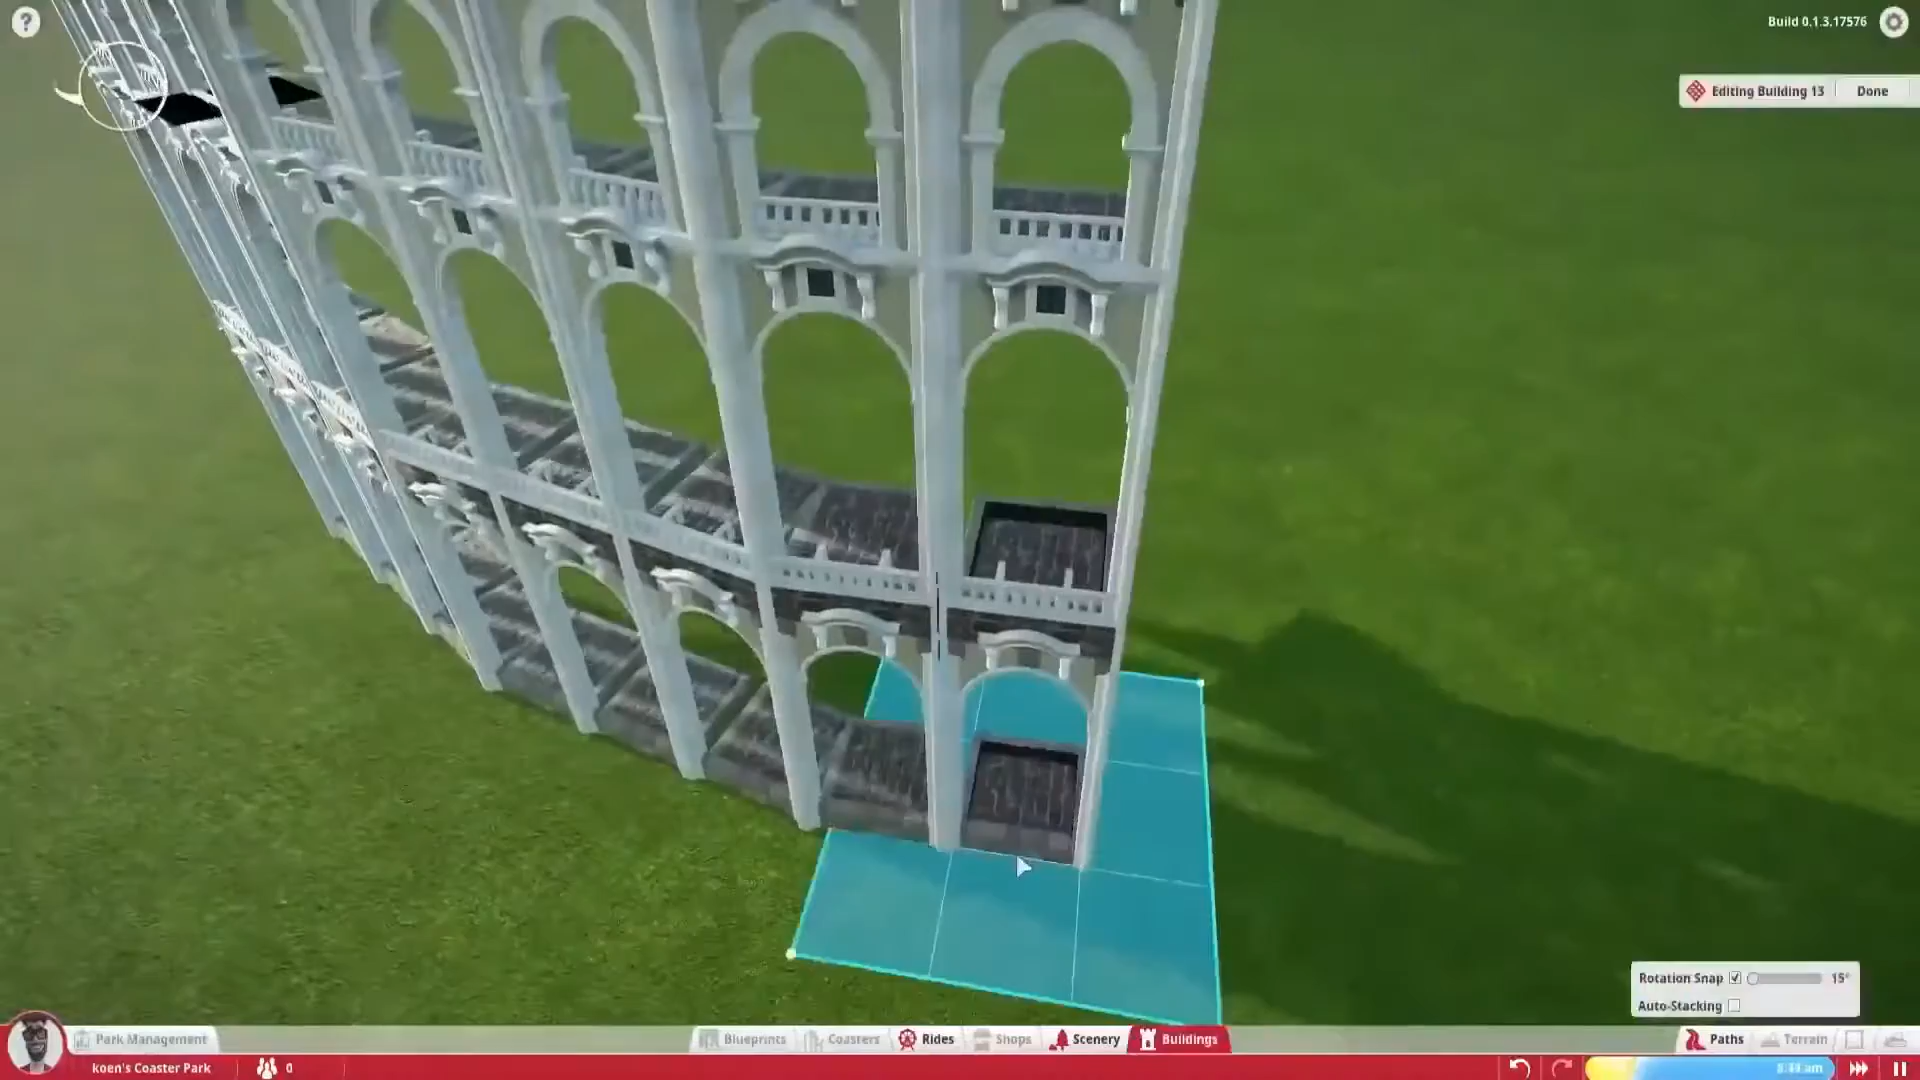 ?
Build 0.1.3.17576
Editing Building 13
Done
Rotation Snap
15°
Auto-Stacking
Park Management
Blueprints
Coasters
Rides
Shops
Scenery
Buildings
Paths
Terrain
koen's Coaster Park
0